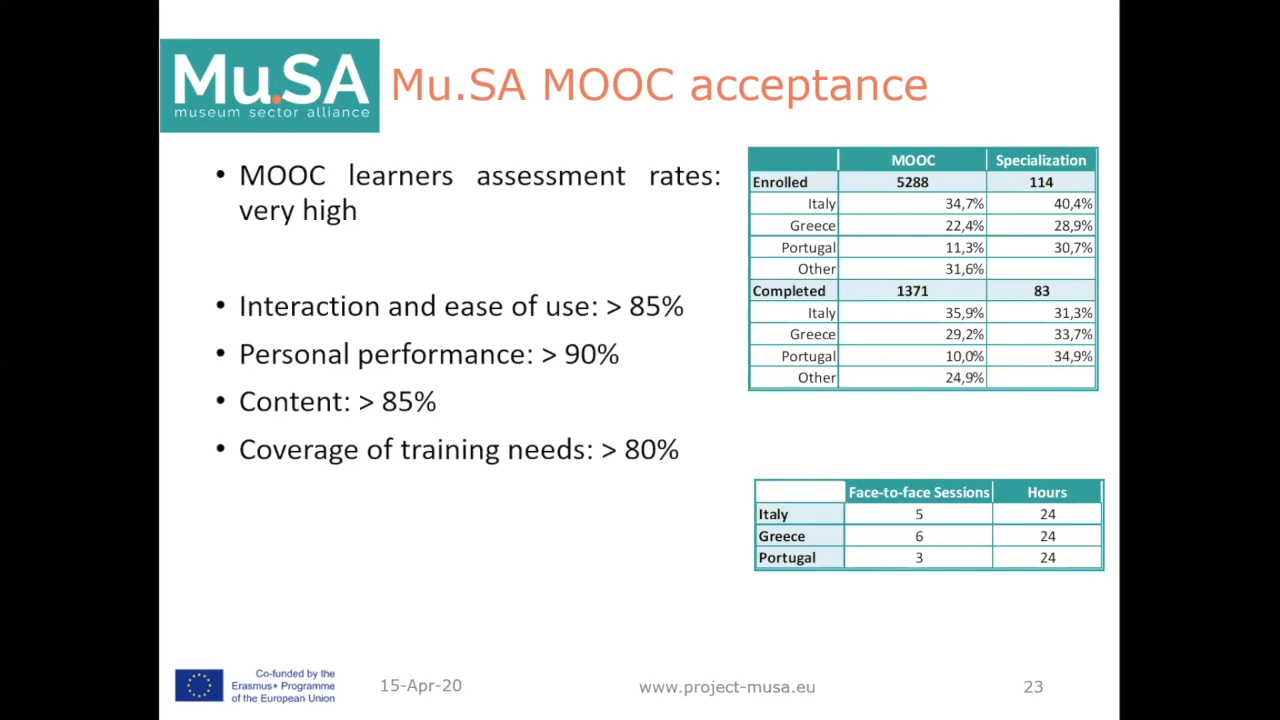 Mu.SA
museum sector alliance
Mu.SA MOOC acceptance
• MOOC learners assessment rates:
very high
• Interaction and ease of use: > 85%
• Personal performance: > 90%
• Content: > 85%
• Coverage of training needs: > 80%
MOOC Specialization
Enrolled 5288 114
Italy 34,7% 40,4%
Greece 22,4% 28,9%
Portugal 11,3% 30,7%
Other 31,6%
Completed 1371 83
Italy 35,9% 31,3%
Greece 29,2% 33,7%
Portugal 10,0% 34,9%
Other 24,9%
Face-to-face Sessions Hours
Italy 5 24
Greece 6 24
Portugal 3 24
Co-funded by the
Erasmus+ Programme
of the European Union
15-Apr-20
www.project-musa.eu
23